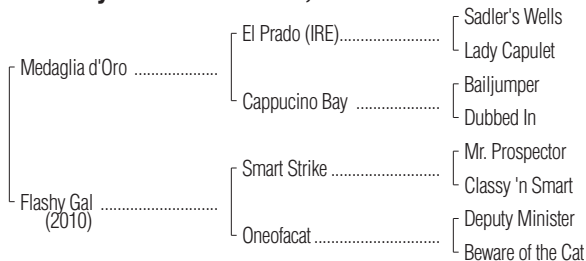 Sadler's Wells
El Prado (IRE)....................
Lady Capulet
Medaglia d'Oro .................
Bailjumper
Cappucino Bay .................
Dubbed In
Mr. Prospector
Smart Strike ......................
Classy 'n Smart
Flashy Gal ........................
(2010)
Deputy Minister
Oneofacat.........................
Beware of the Cat